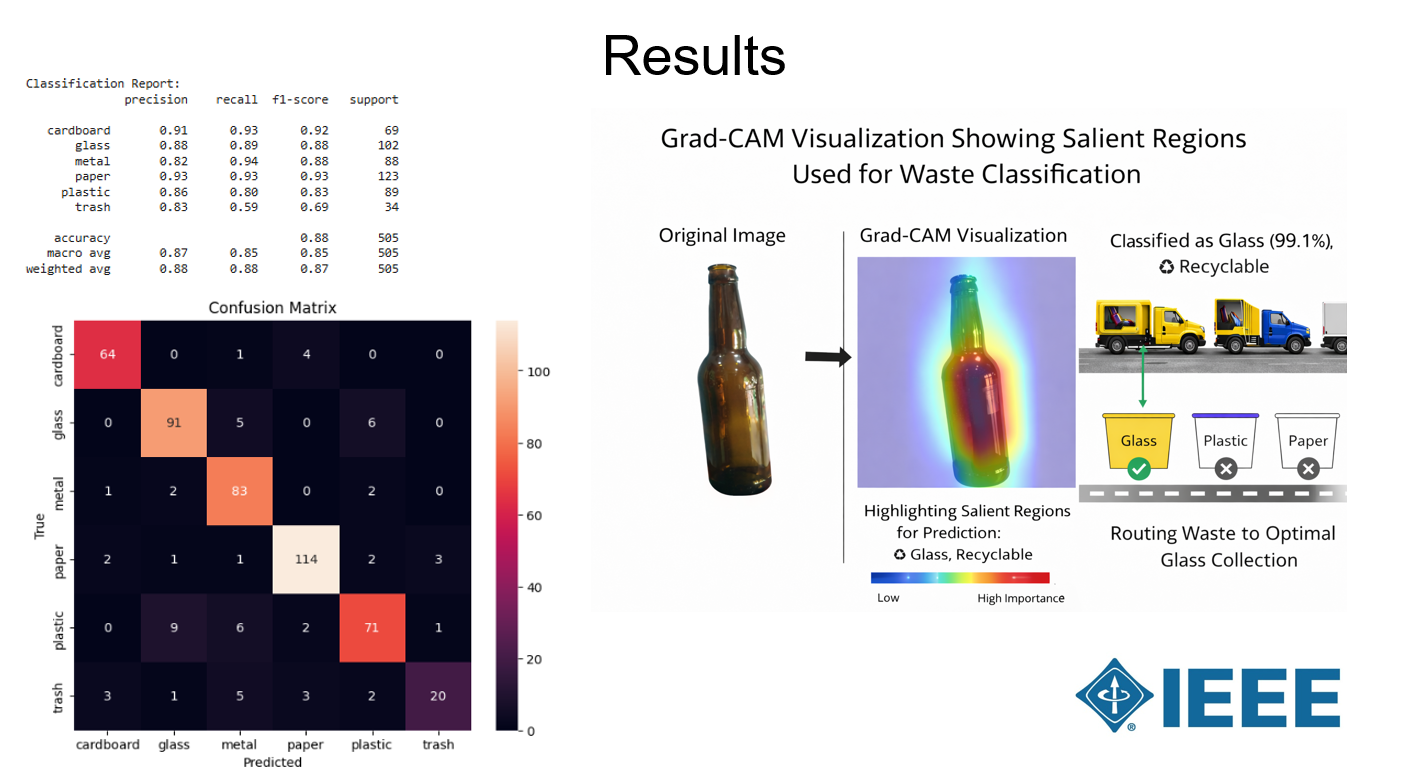 Results
Classification Report:
precision recall f1-score support
cardboard 0.91 0.93 0.92 69
glass 0.88 0.89 0.88 102
metal 0.82 0.94 0.88 88
paper 0.93 0.93 0.93 123
plastic 0.86 0.80 0.83 89
trash 0.83 0.59 0.69 34
accuracy 0.88 505
macro avg 0.87 0.85 0.85 505
weighted avg 0.88 0.88 0.87 505
Confusion Matrix
True
cardboard 64 0 1 4 0 0
glass 0 91 5 0 6 0
metal 1 2 83 0 2 0
paper 2 1 1 114 2 3
plastic 0 9 6 2 71 1
trash 3 1 5 3 2 20
cardboard glass metal paper plastic trash
Predicted
100
80
60
40
20
0
Grad-CAM Visualization Showing Salient Regions
Used for Waste Classification
Original Image
Grad-CAM Visualization
Highlighting Salient Regions
for Prediction:
♻ Glass, Recyclable
Low High Importance
Classified as Glass (99.1%),
♻ Recyclable
Glass Plastic Paper
Routing Waste to Optimal
Glass Collection
IEEE
®